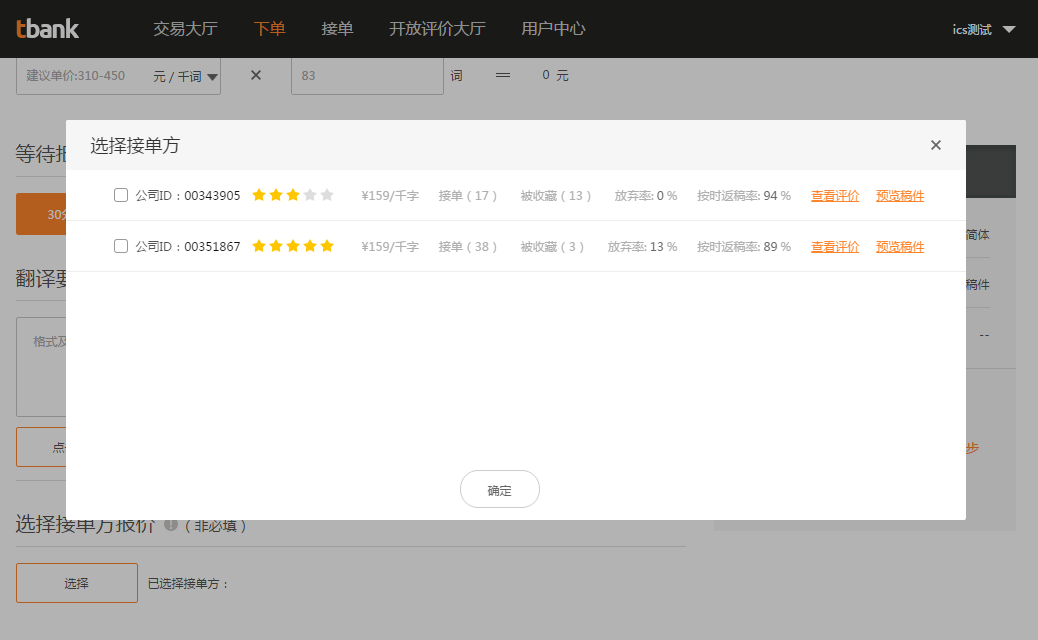 tbank 交易大厅 下单 接单 开放评价大厅 用户中心 ics测试
建议单价:310-450 元 / 千词 × 83 词 = 0 元
等待
选择接单方 ×
公司ID：00343905 ¥159/千字 接单（17） 被收藏（13） 放弃率: 0 % 按时返稿率: 94 % 查看评价 预览稿件
30
简体
公司ID：00351867 ¥159/千字 接单（38） 被收藏（3） 放弃率: 13 % 按时返稿率: 89 % 查看评价 预览稿件
翻译要
稿件
格式及
--
点
步
确定
选择接单方报价 ! （非必填）
选择 已选择接单方：